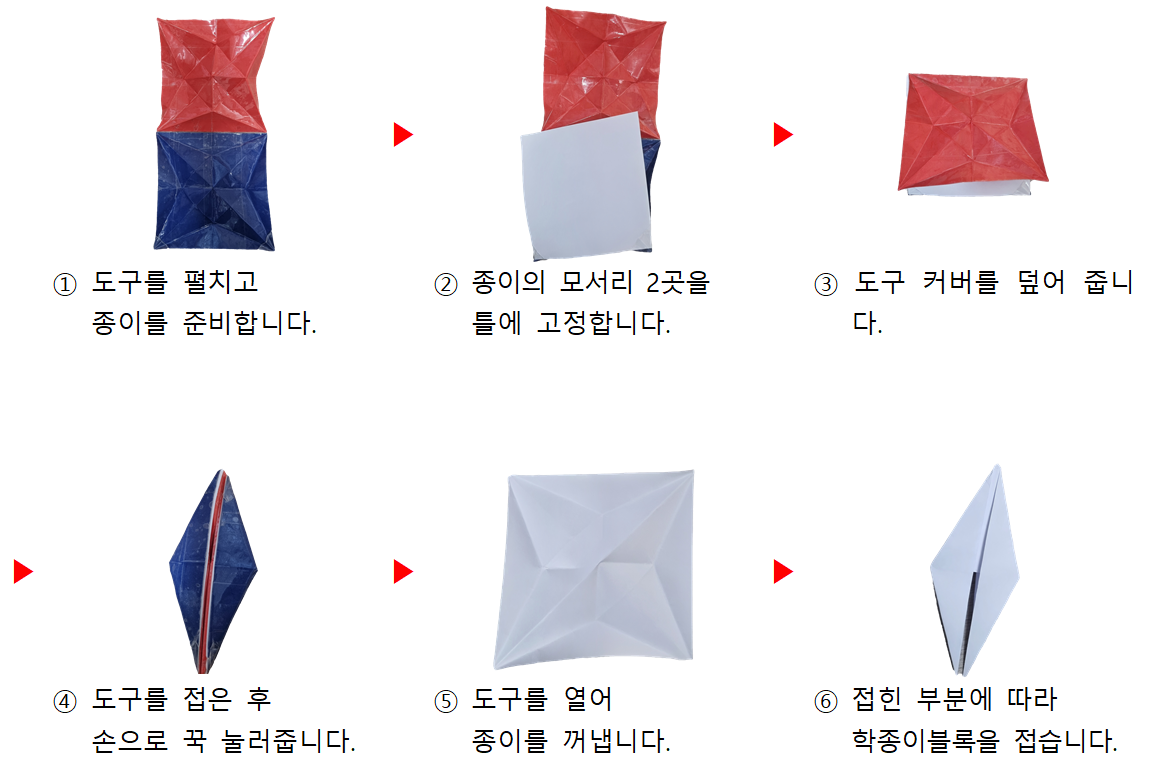 ① 도구를 펼치고
종이를 준비합니다.
② 종이의 모서리 2곳을
틀에 고정합니다.
③ 도구 커버를 덮어 줍니
다.
④ 도구를 접은 후
손으로 꾹 눌러줍니다.
⑤ 도구를 열어
종이를 꺼냅니다.
⑥ 접힌 부분에 따라
학종이블록을 접습니다.